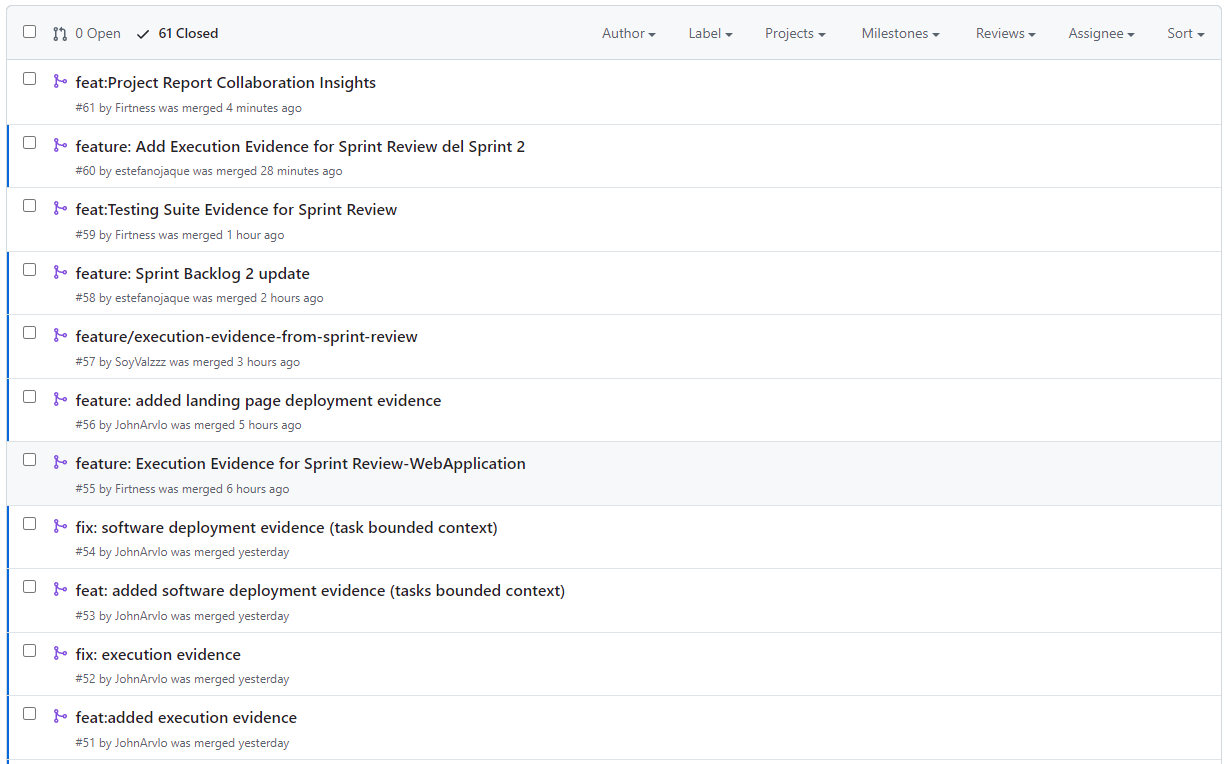 0 Open 61 Closed Author Label Projects Milestones Reviews Assignee Sort
feat:Project Report Collaboration Insights
#61 by Firtness was merged 4 minutes ago
feature: Add Execution Evidence for Sprint Review del Sprint 2
#60 by estefanojaque was merged 28 minutes ago
feat:Testing Suite Evidence for Sprint Review
#59 by Firtness was merged 1 hour ago
feature: Sprint Backlog 2 update
#58 by estefanojaque was merged 2 hours ago
feature/execution-evidence-from-sprint-review
#57 by SoyValzzz was merged 3 hours ago
feature: added landing page deployment evidence
#56 by JohnArvlo was merged 5 hours ago
feature: Execution Evidence for Sprint Review-WebApplication
#55 by Firtness was merged 6 hours ago
fix: software deployment evidence (task bounded context)
#54 by JohnArvlo was merged yesterday
feat: added software deployment evidence (tasks bounded context)
#53 by JohnArvlo was merged yesterday
fix: execution evidence
#52 by JohnArvlo was merged yesterday
feat:added execution evidence
#51 by JohnArvlo was merged yesterday